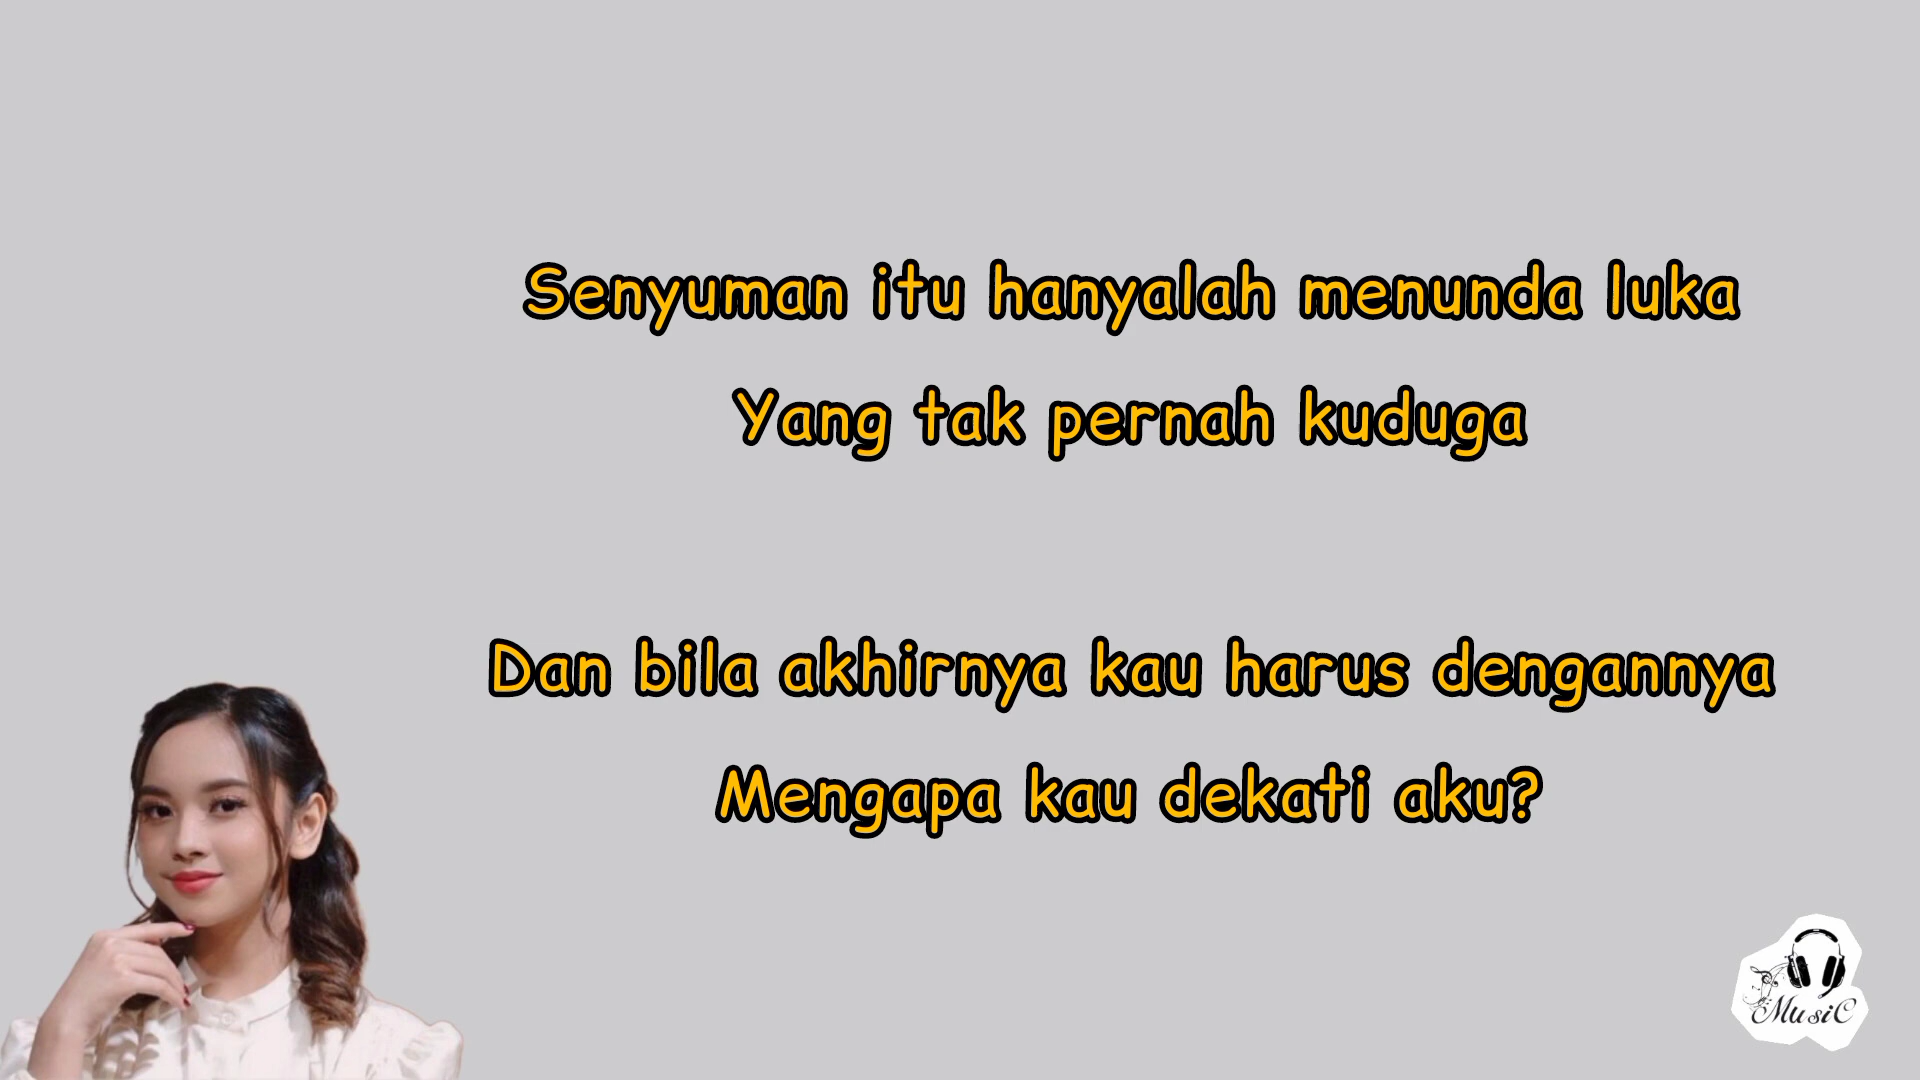 Senyuman itu hanyalah menunda luka
Yang tak pernah kuduga
Dan bila akhirnya kau harus dengannya
Mengapa kau dekati aku?
MusiC